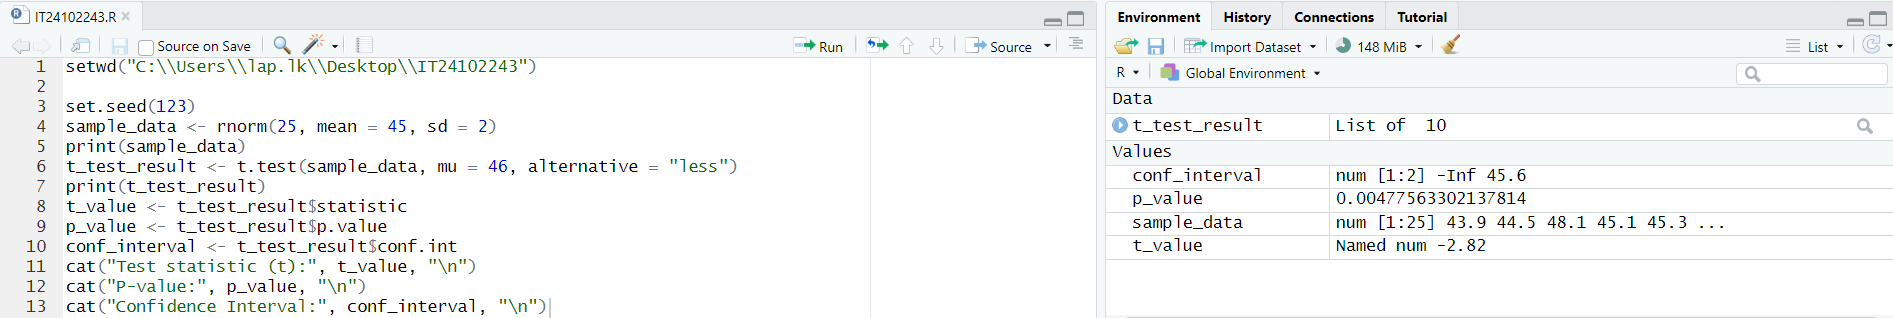 IT24102243.R
Source on Save
Run
Source
1 setwd("C:\\Users\\lap.lk\\Desktop\\IT24102243")
2
3 set.seed(123)
4 sample_data <- rnorm(25, mean = 45, sd = 2)
5 print(sample_data)
6 t_test_result <- t.test(sample_data, mu = 46, alternative = "less")
7 print(t_test_result)
8 t_value <- t_test_result$statistic
9 p_value <- t_test_result$p.value
10 conf_interval <- t_test_result$conf.int
11 cat("Test statistic (t):", t_value, "\n")
12 cat("P-value:", p_value, "\n")
13 cat("Confidence Interval:", conf_interval, "\n")
Environment History Connections Tutorial
Import Dataset 148 MiB List
R Global Environment
Data
t_test_result List of 10
Values
conf_interval num [1:2] -Inf 45.6
p_value 0.00477563302137814
sample_data num [1:25] 43.9 44.5 48.1 45.1 45.3 ...
t_value Named num -2.82